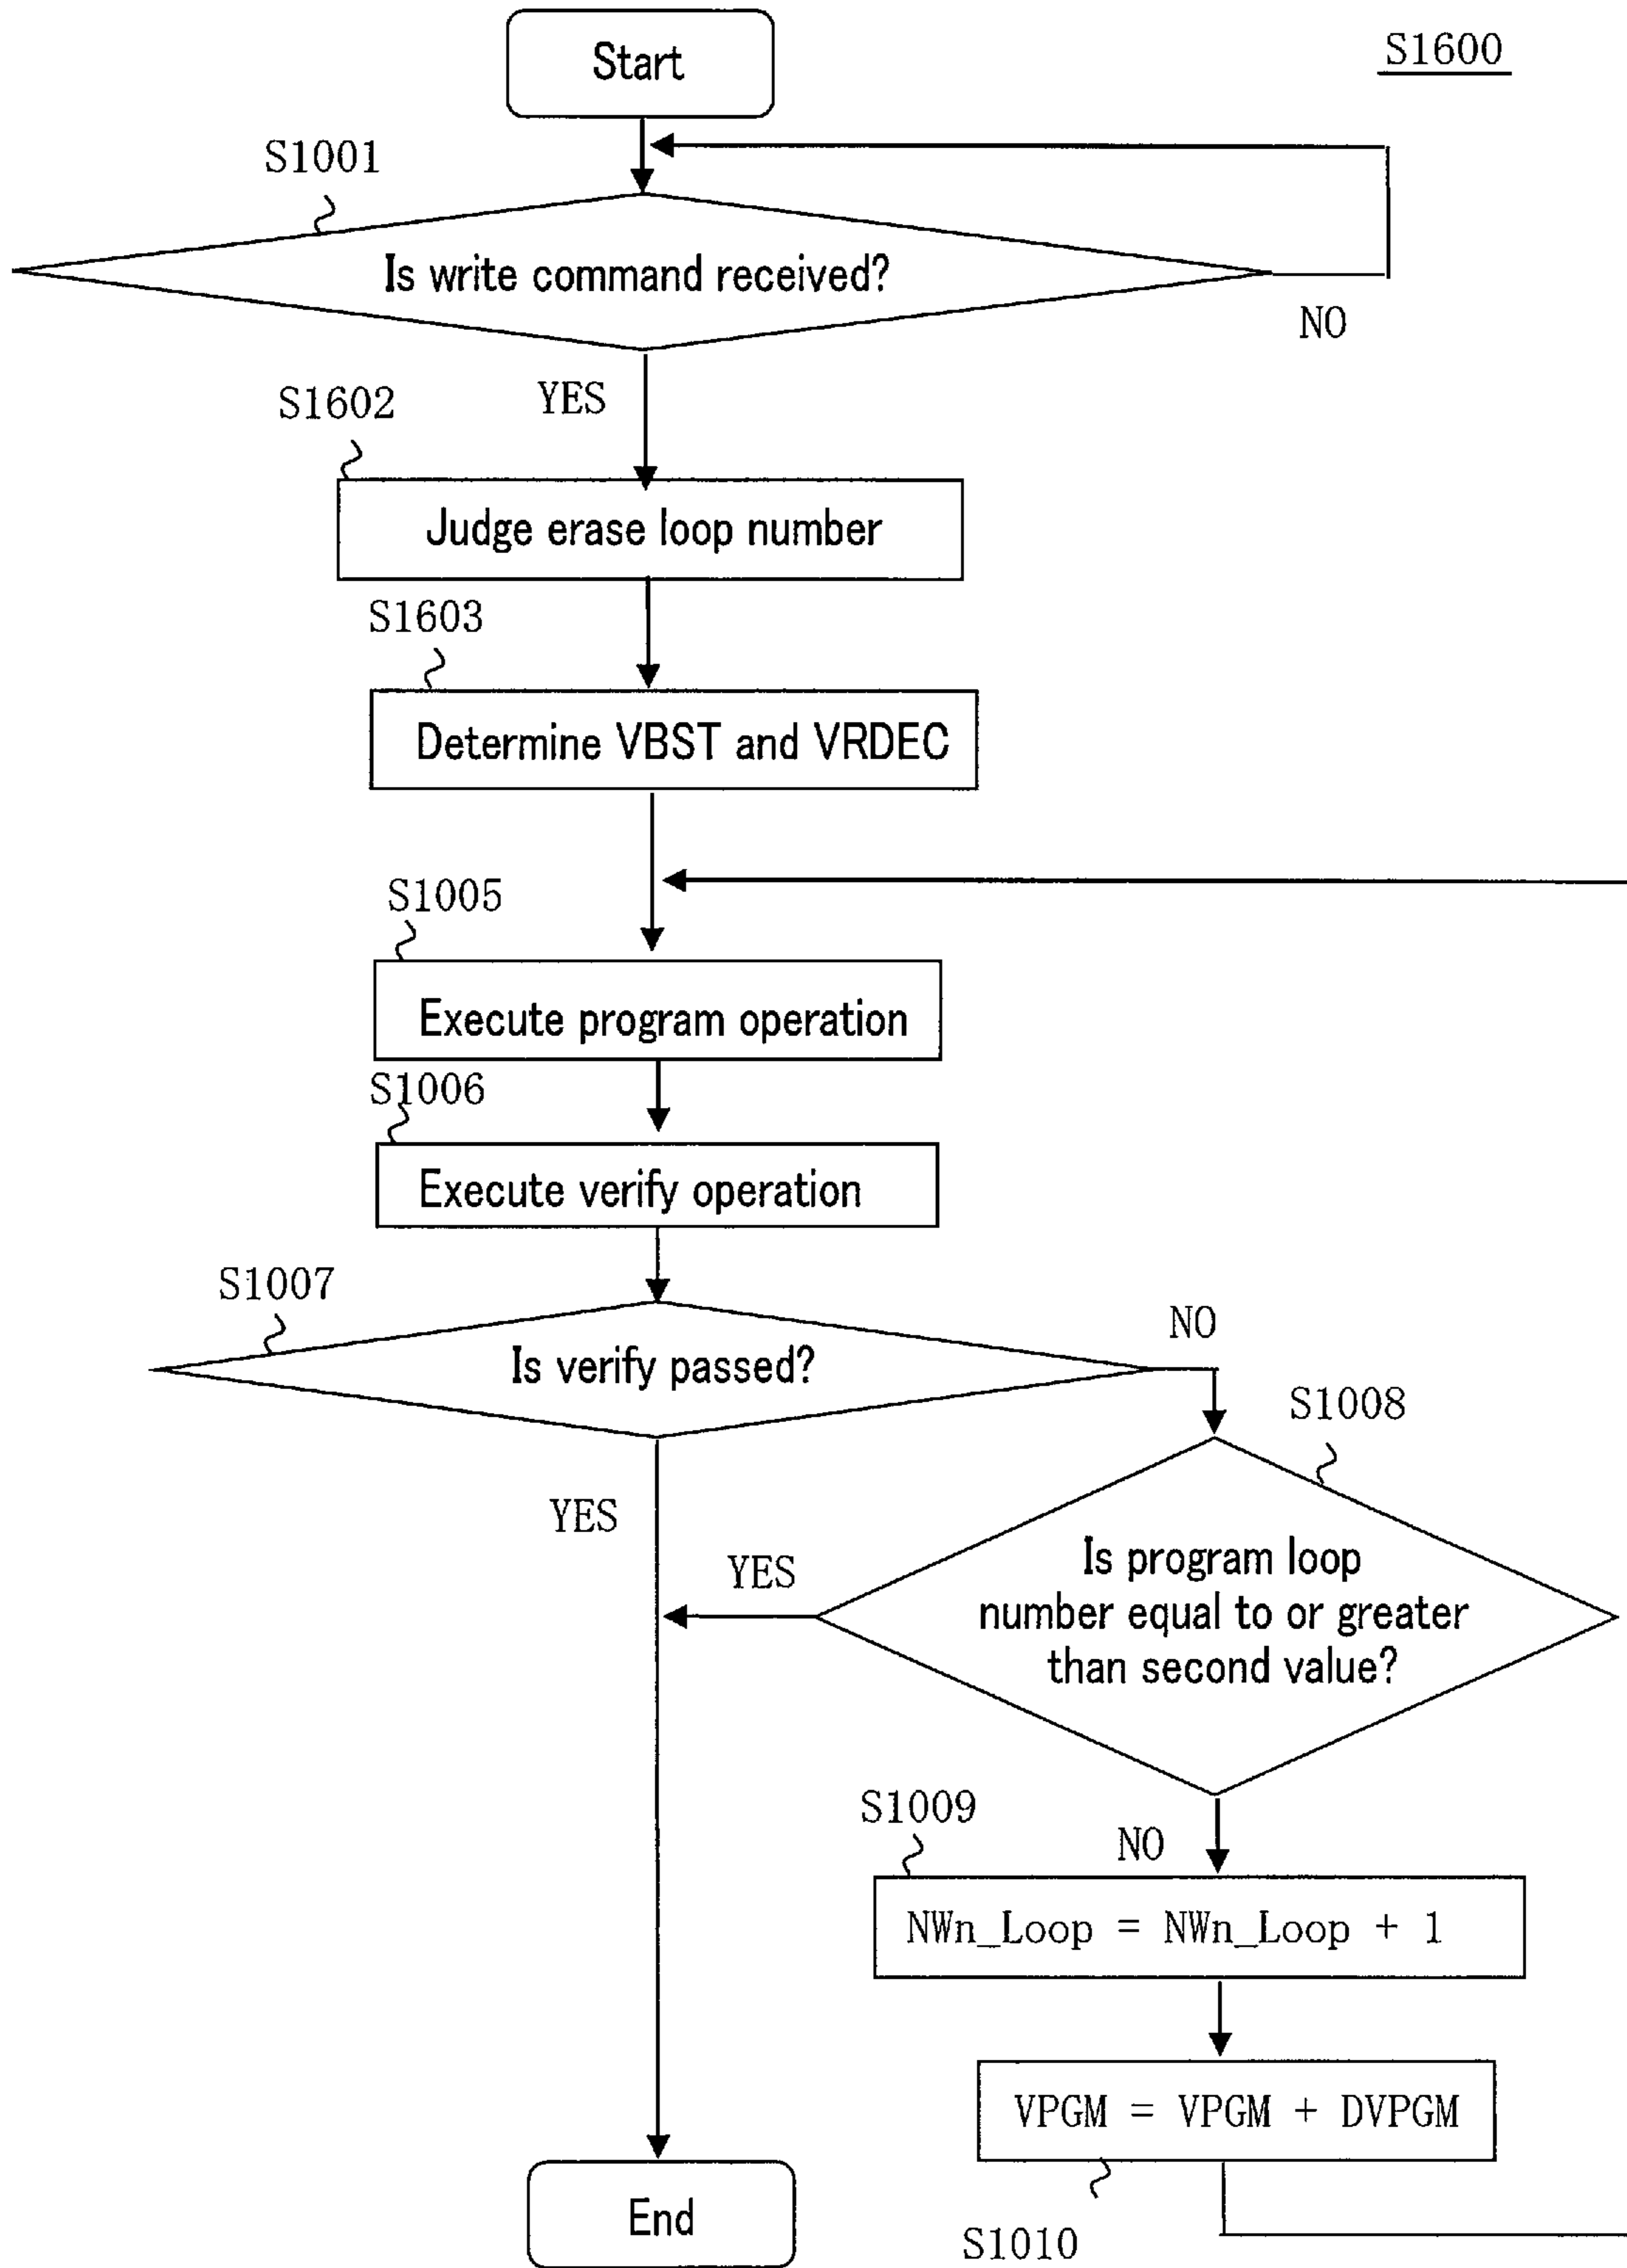 Start
S1600
S1001
Is write command received?
NO
S1602
YES
Judge erase loop number
S1603
Determine VBST and VRDEC
S1005
Execute program operation
S1006
Execute verify operation
S1007
NO
Is verify passed?
S1008
YES
YES
Is program loop
number equal to or greater
than second value?
S1009
NO
NWn_Loop = NWn_Loop + 1
VPGM = VPGM + DVPGM
End
S1010